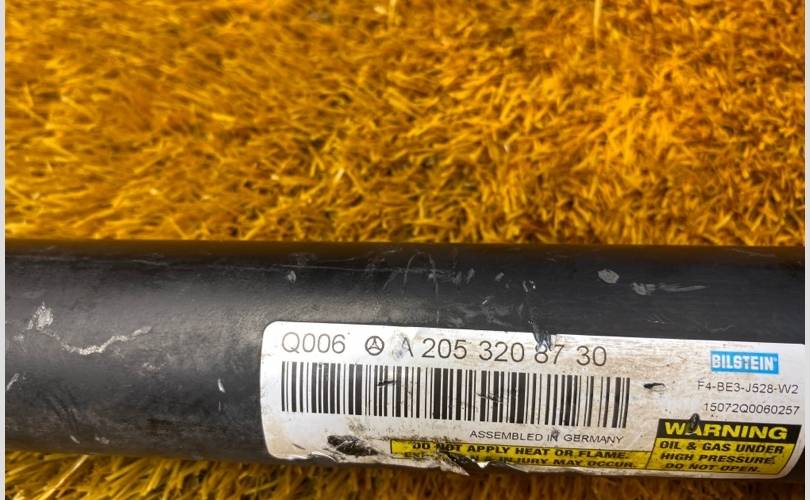 Q006 A 205 320 87 30
BILSTEIN
F4-BE3-J528-W2
15072Q0060257
ASSEMBLED IN GERMANY
DO NOT APPLY HEAT OR FLAME.
& INJURY MAY OCCUR.
WARNING
OIL & GAS UNDER
HIGH PRESSURE.
DO NOT OPEN.